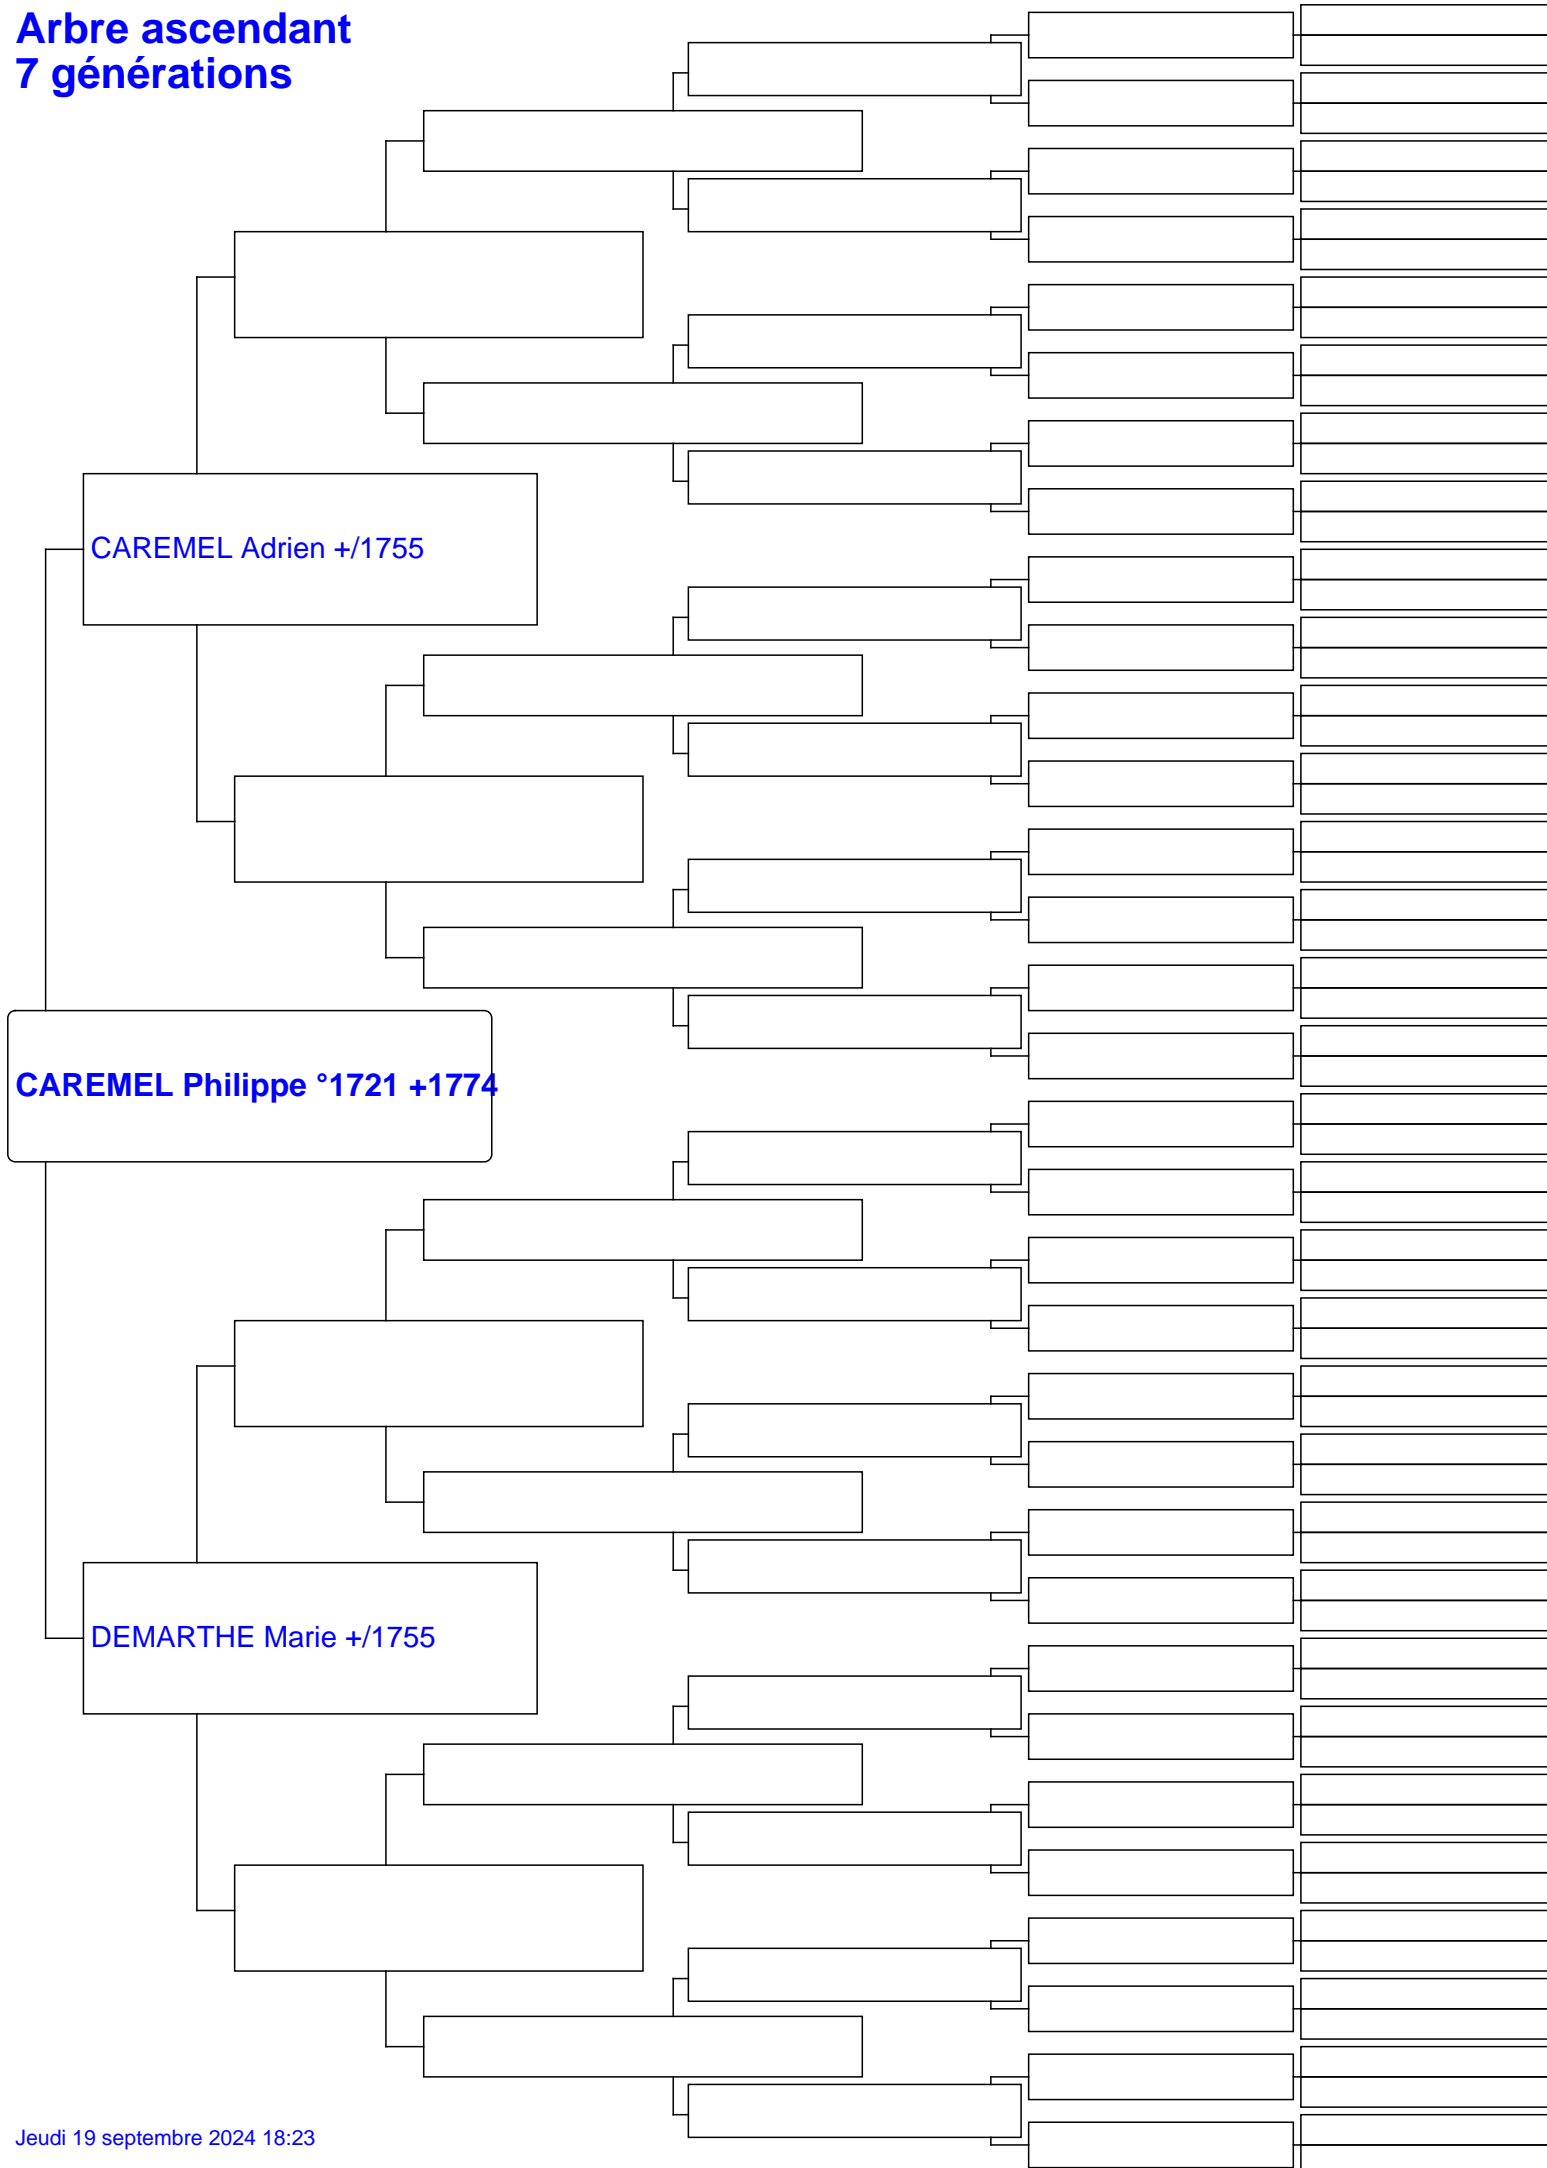 Arbre ascendant
7 générations
CAREMEL Adrien +/1755
CAREMEL Philippe °1721 +1774
DEMARTHE Marie +/1755
Jeudi 19 septembre 2024 18:23